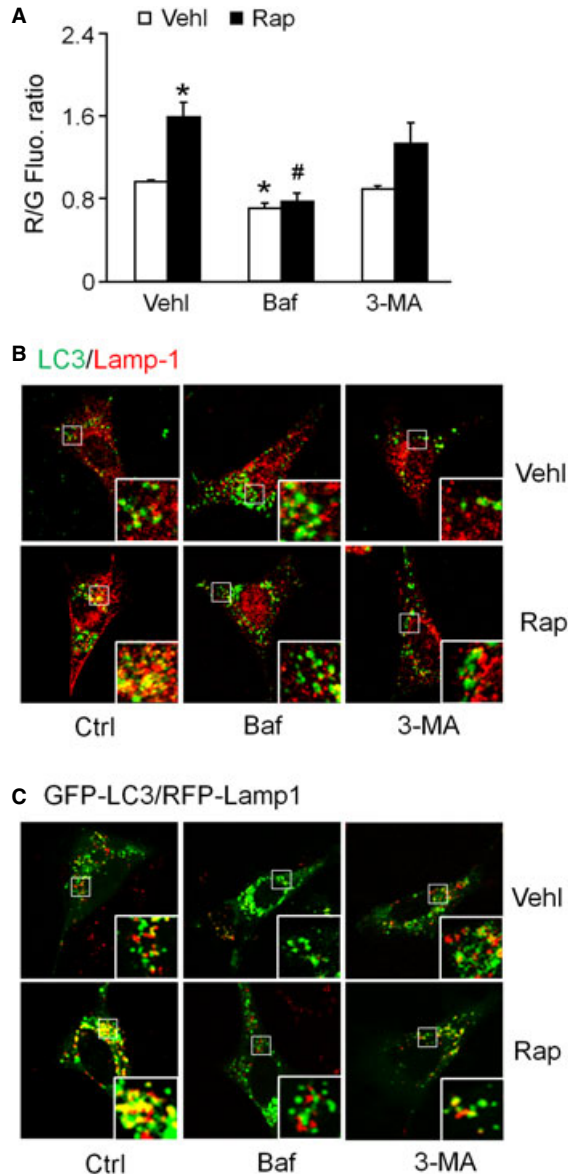 A
Vehl Rap
R/G Fluo. ratio
2.4
1.6
0.8
0
*
*
#
Vehl Baf 3-MA
B LC3/Lamp-1
Vehl
Rap
Ctrl Baf 3-MA
C GFP-LC3/RFP-Lamp1
Vehl
Rap
Ctrl Baf 3-MA